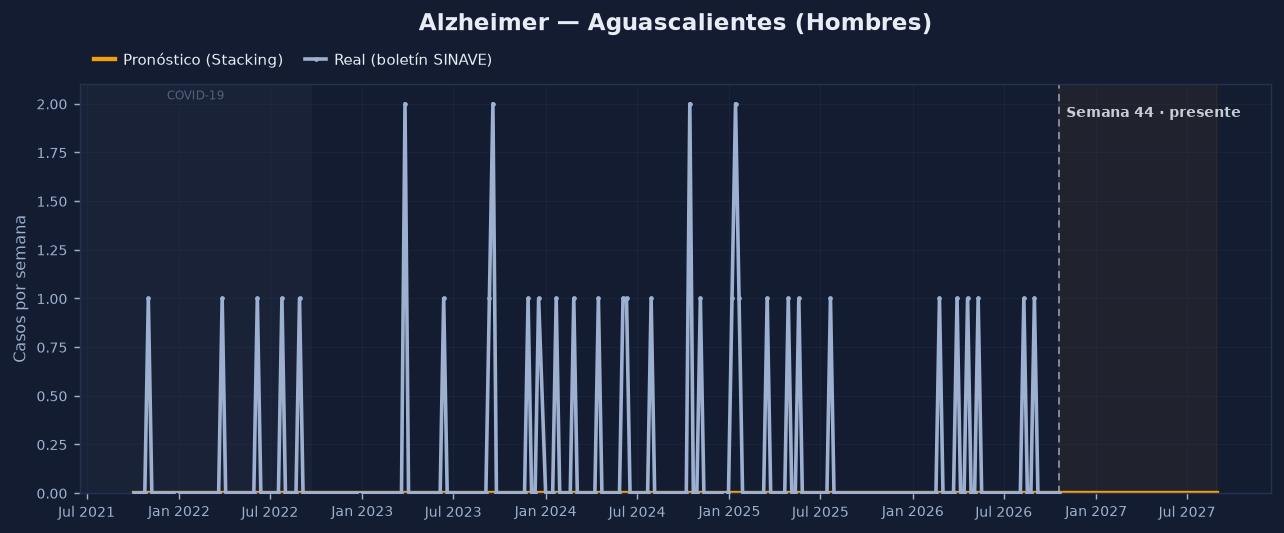 Alzheimer — Aguascalientes (Hombres)
Pronóstico (Stacking)
Real (boletín SINAVE)
COVID-19
Semana 44 · presente
Casos por semana
2.00
1.75
1.50
1.25
1.00
0.75
0.50
0.25
0.00
Jul 2021
Jan 2022
Jul 2022
Jan 2023
Jul 2023
Jan 2024
Jul 2024
Jan 2025
Jul 2025
Jan 2026
Jul 2026
Jan 2027
Jul 2027